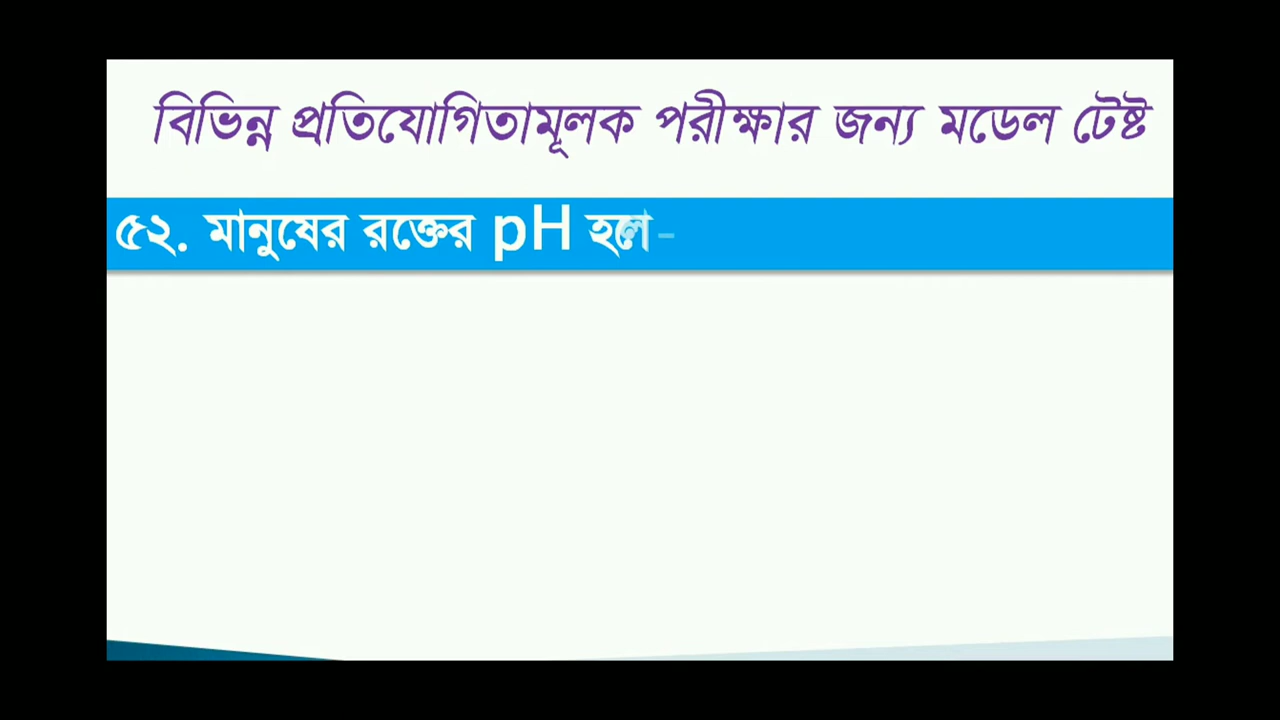 বিভিন্ন প্রতিযোগিতামূলক পরীক্ষার জন্য মডেল টেষ্ট
৫২. মানুষের রক্তের pH হলে-